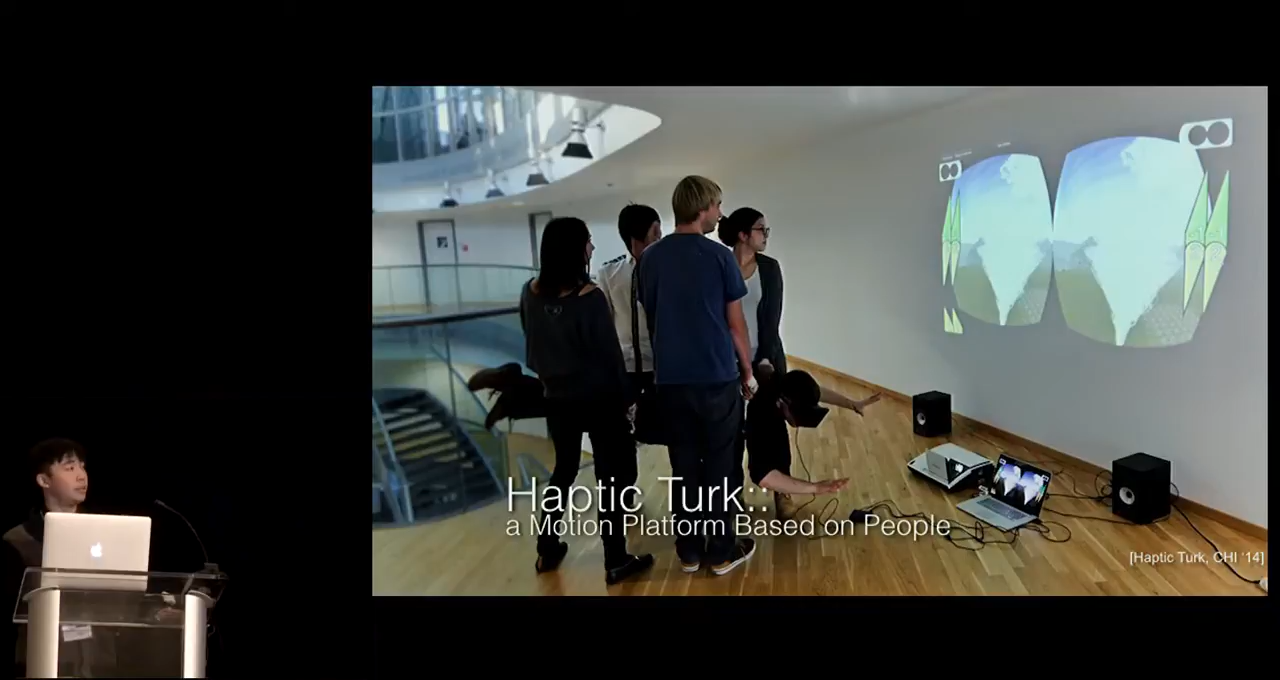 Haptic Turk::
a Motion Platform Based on People
[Haptic Turk, CHI '14]